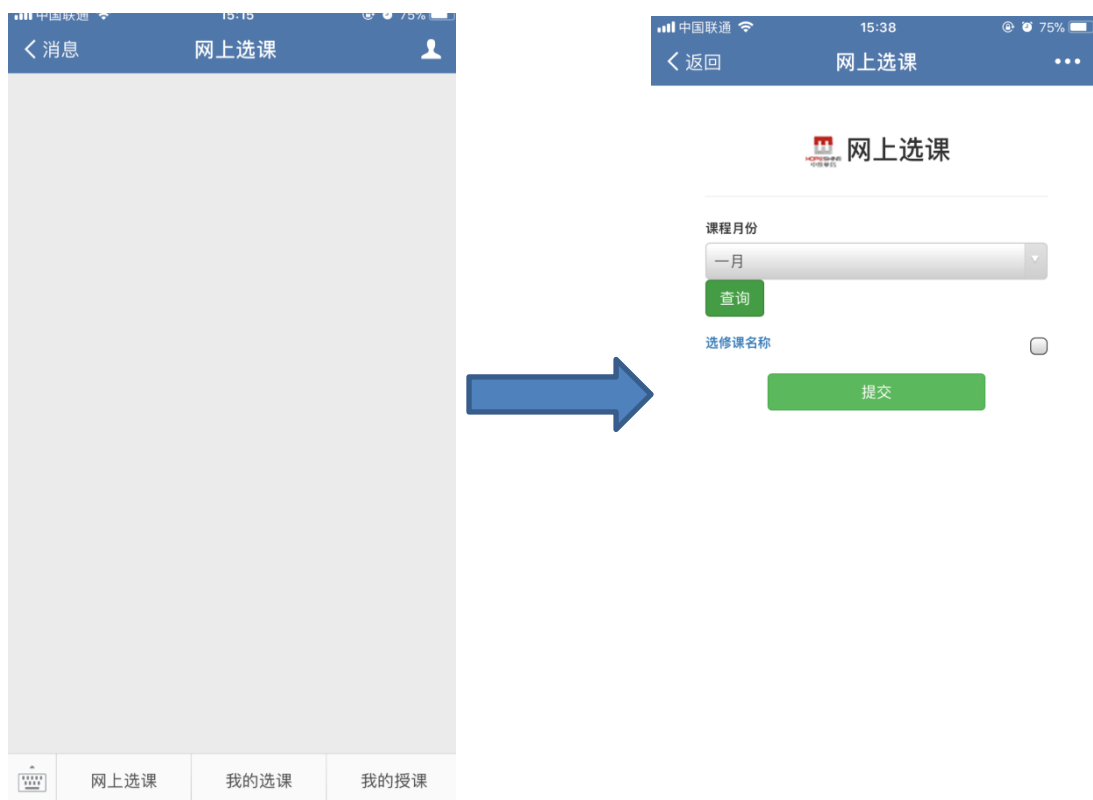 中国联通 15:15 75%
消息 网上选课
网上选课 我的选课 我的授课
中国联通 15:38 75%
返回 网上选课
网上选课
课程月份
一月
查询
选修课名称
提交